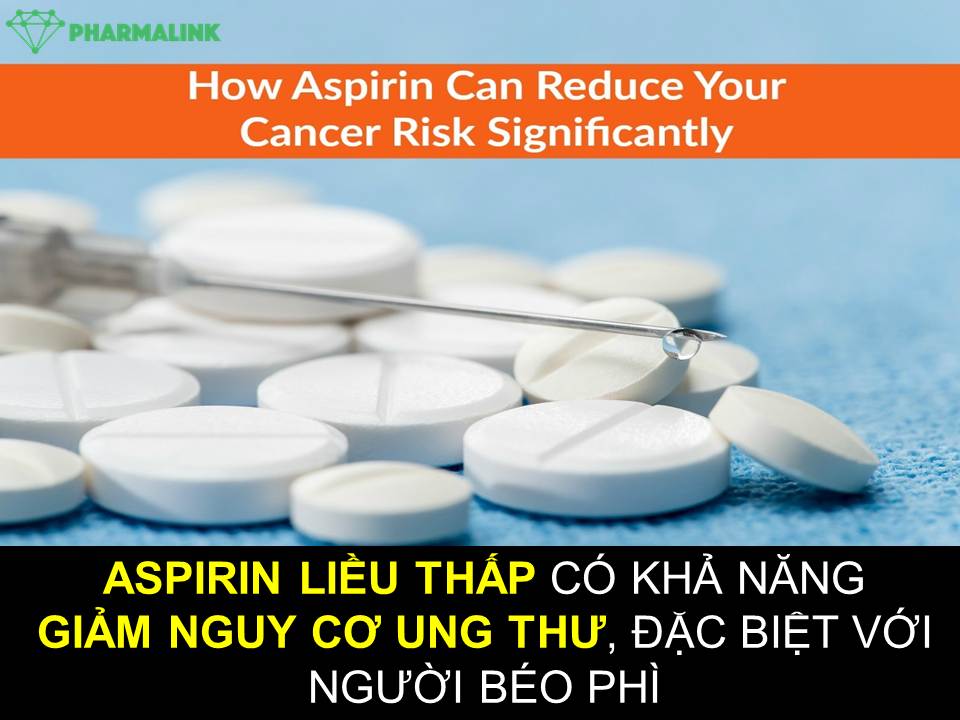 PHARMALINK
How Aspirin Can Reduce Your
Cancer Risk Significantly
ASPIRIN LIỀU THẤP CÓ KHẢ NĂNG
GIẢM NGUY CƠ UNG THƯ, ĐẶC BIỆT VỚI
NGƯỜI BÉO PHÌ